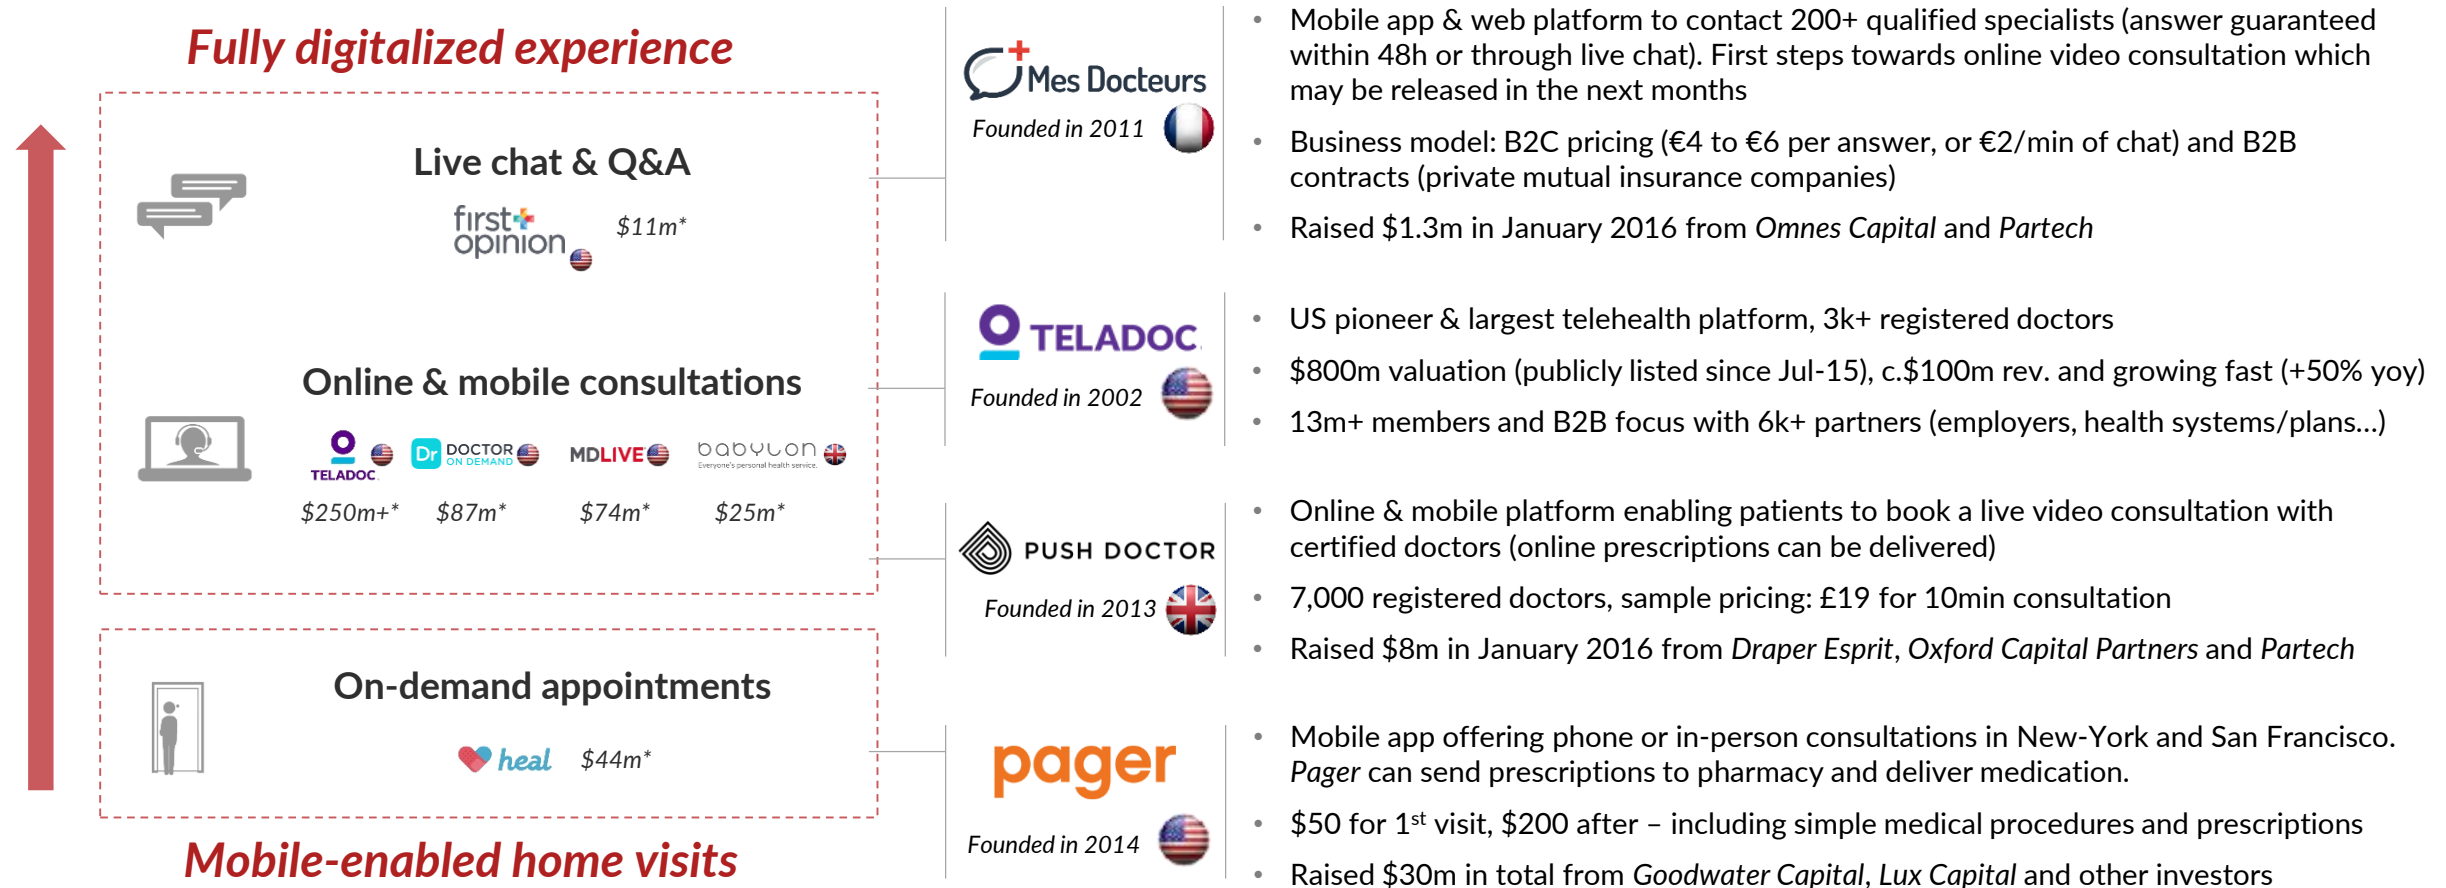 Fully digitalized experience
Live chat & Q&A
first
opinion
$11m*
Online & mobile consultations
TELADOC.
Dr DOCTOR
ON DEMAND
MDLIVE
babylon
Everyone's personal health service.
$250m+* $87m* $74m* $25m*
On-demand appointments
heal $44m*
Mobile-enabled home visits
Mes Docteurs
Founded in 2011
• Mobile app & web platform to contact 200+ qualified specialists (answer guaranteed
within 48h or through live chat). First steps towards online video consultation which
may be released in the next months
• Business model: B2C pricing (€4 to €6 per answer, or €2/min of chat) and B2B
contracts (private mutual insurance companies)
• Raised $1.3m in January 2016 from Omnes Capital and Partech
TELADOC.
Founded in 2002
• US pioneer & largest telehealth platform, 3k+ registered doctors
• $800m valuation (publicly listed since Jul-15), c.$100m rev. and growing fast (+50% yoy)
• 13m+ members and B2B focus with 6k+ partners (employers, health systems/plans...)
PUSH DOCTOR
Founded in 2013
• Online & mobile platform enabling patients to book a live video consultation with
certified doctors (online prescriptions can be delivered)
• 7,000 registered doctors, sample pricing: £19 for 10min consultation
• Raised $8m in January 2016 from Draper Esprit, Oxford Capital Partners and Partech
pager
Founded in 2014
• Mobile app offering phone or in-person consultations in New-York and San Francisco.
Pager can send prescriptions to pharmacy and deliver medication.
• $50 for 1st visit, $200 after – including simple medical procedures and prescriptions
• Raised $30m in total from Goodwater Capital, Lux Capital and other investors